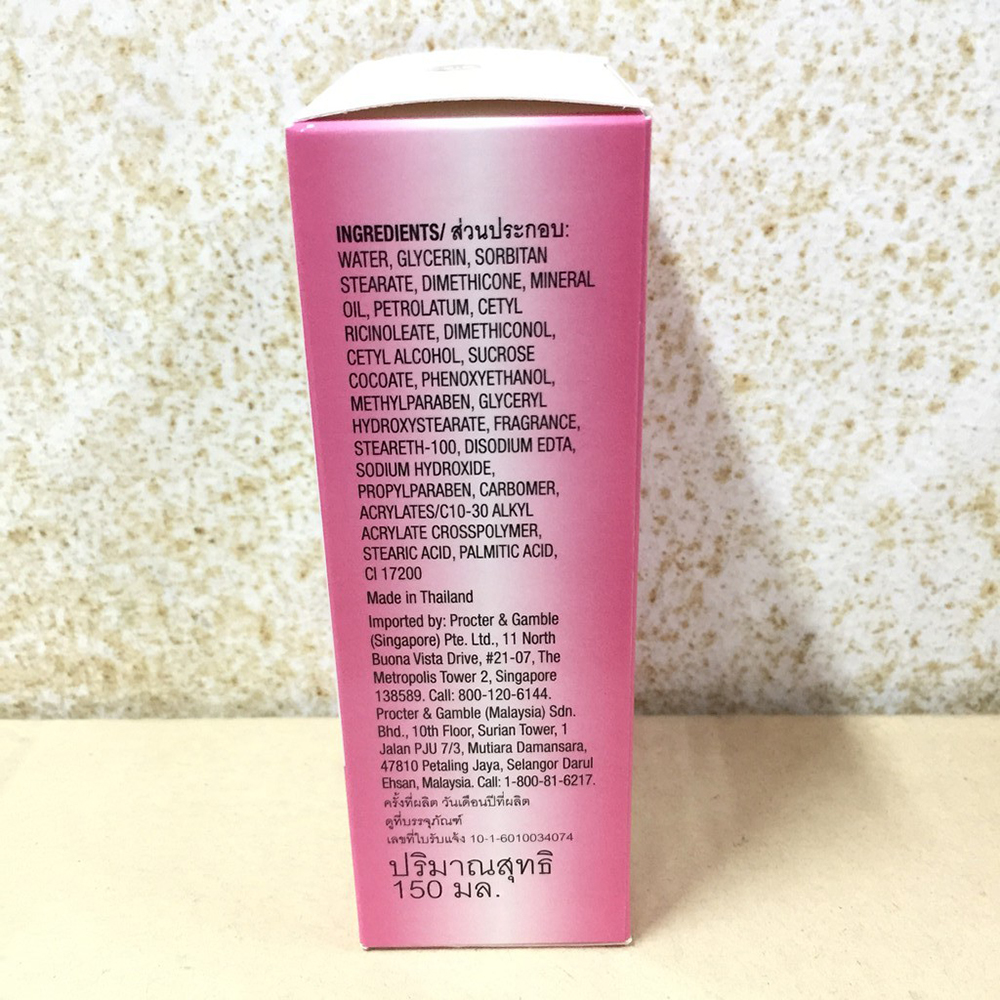 INGREDIENTS/ ส่วนประกอบ:
WATER, GLYCERIN, SORBITAN
STEARATE, DIMETHICONE, MINERAL
OIL, PETROLATUM, CETYL
RICINOLEATE, DIMETHICONOL,
CETYL ALCOHOL, SUCROSE
COCOATE, PHENOXYETHANOL,
METHYLPARABEN, GLYCERYL
HYDROXYSTEARATE, FRAGRANCE,
STEARETH-100, DISODIUM EDTA,
SODIUM HYDROXIDE,
PROPYLPARABEN, CARBOMER,
ACRYLATES/C10-30 ALKYL
ACRYLATE CROSSPOLYMER,
STEARIC ACID, PALMITIC ACID,
CI 17200
Made in Thailand
Imported by: Procter & Gamble
(Singapore) Pte. Ltd., 11 North
Buona Vista Drive, #21-07, The
Metropolis Tower 2, Singapore
138589. Call: 800-120-6144.
Procter & Gamble (Malaysia) Sdn.
Bhd., 10th Floor, Surian Tower, 1
Jalan PJU 7/3, Mutiara Damansara,
47810 Petaling Jaya, Selangor Darul
Ehsan, Malaysia. Call: 1-800-81-6217.
ครั้งที่ผลิต วันเดือนปีที่ผลิต
ดูที่บรรจุภัณฑ์
เลขที่ใบรับแจ้ง 10-1-6010034074
ปริมาณสุทธิ
150 มล.